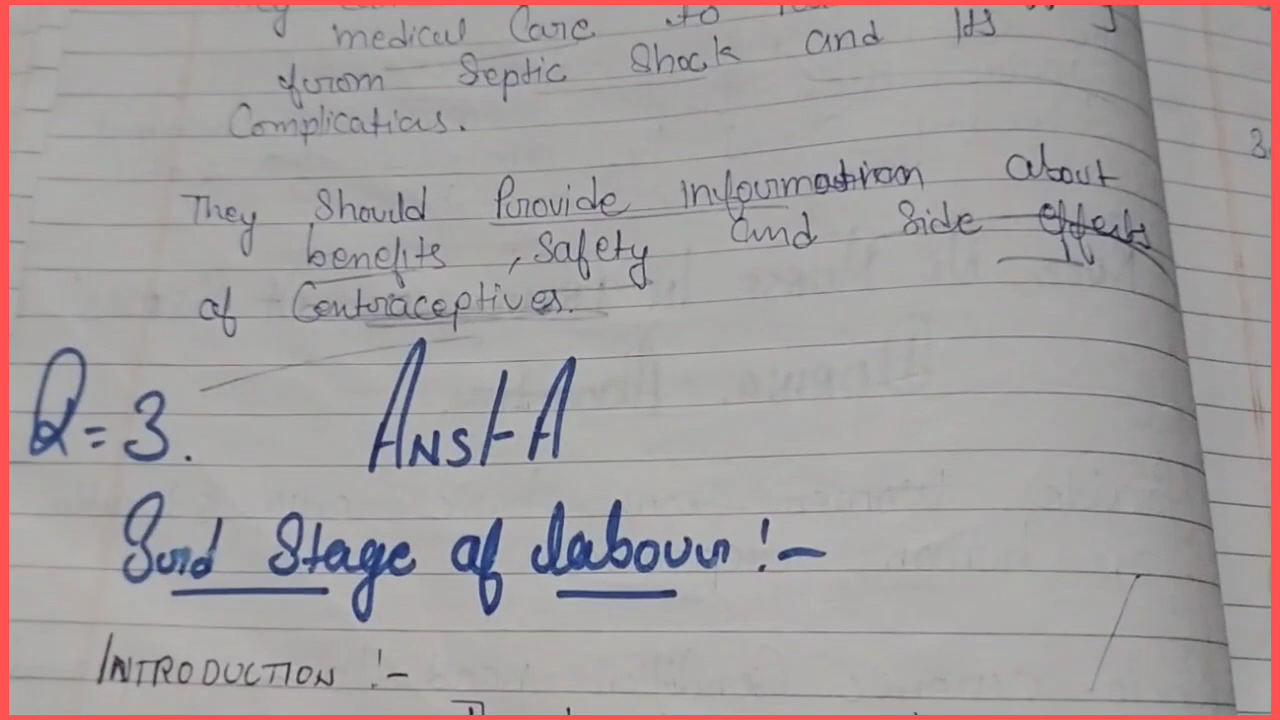 medical Care to
from Septic Shock and Its
Complications.
They Should Provide information about
benefits, Safety and Side effects
of Contraceptives.
Q=3. Ans-A
3rd Stage of labour :-
INTRODUCTION :-
3